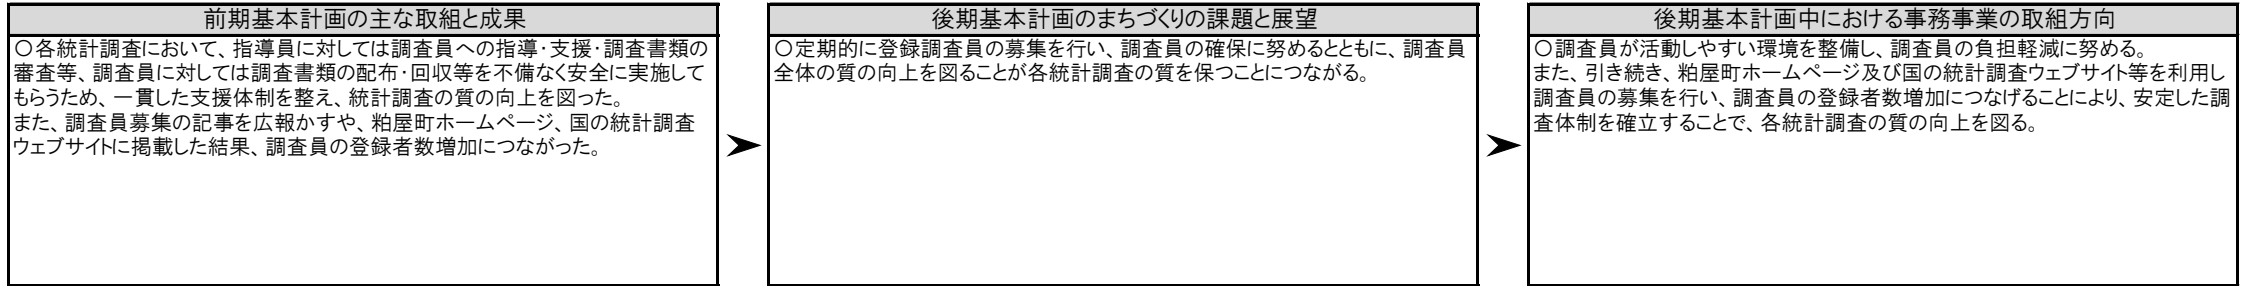 前期基本計画の主な取組と成果
〇各統計調査において、指導員に対しては調査員への指導・支援・調査書類の
審査等、調査員に対しては調査書類の配布・回収等を不備なく安全に実施して
もらうため、一貫した支援体制を整え、統計調査の質の向上を図った。
また、調査員募集の記事を広報かすや、粕屋町ホームページ、国の統計調査
ウェブサイトに掲載した結果、調査員の登録者数増加につながった。
後期基本計画のまちづくりの課題と展望
〇定期的に登録調査員の募集を行い、調査員の確保に努めるとともに、調査員
全体の質の向上を図ることが各統計調査の質を保つことにつながる。
後期基本計画中における事務事業の取組方向
〇調査員が活動しやすい環境を整備し、調査員の負担軽減に努める。
また、引き続き、粕屋町ホームページ及び国の統計調査ウェブサイト等を利用し
調査員の募集を行い、調査員の登録者数増加につなげることにより、安定した調
査体制を確立することで、各統計調査の質の向上を図る。